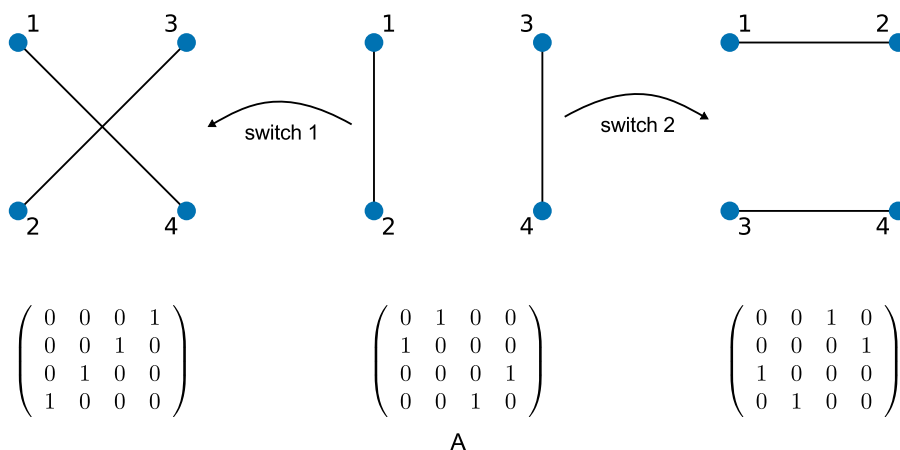 1 3 1 3 1 2
switch 1 switch 2
2 4 2 4 3 4
0 0 0 1 0 1 0 0 0 0 1 0
0 0 1 0 1 0 0 0 0 0 0 1
0 1 0 0 0 0 0 1 1 0 0 0
1 0 0 0 0 0 1 0 0 1 0 0
A